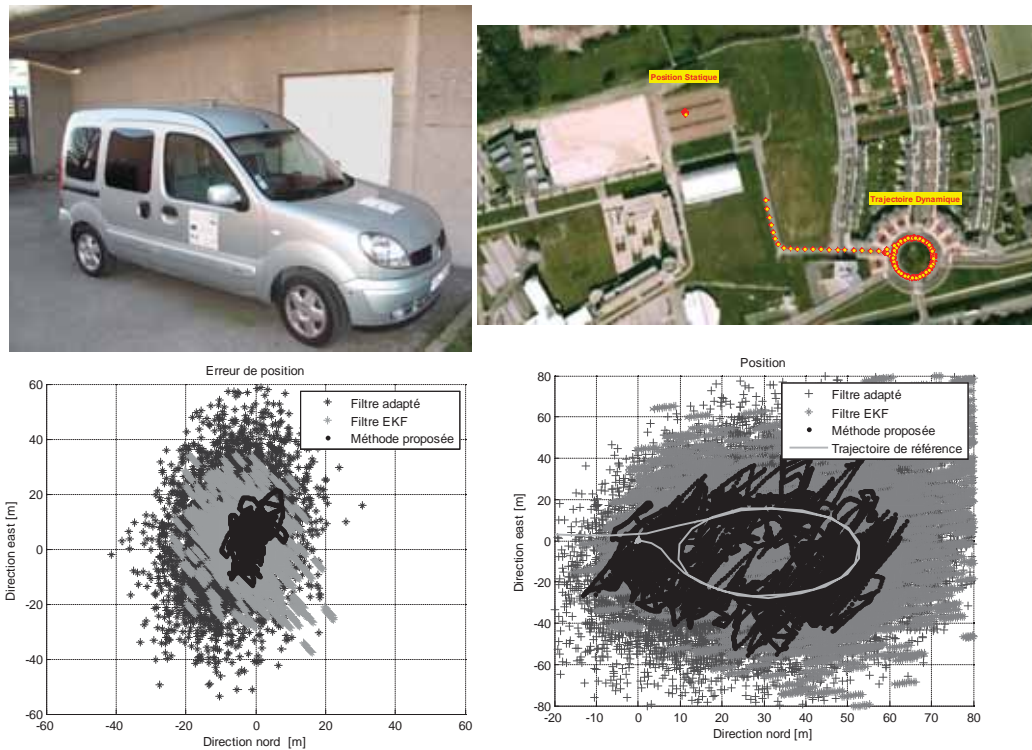 Position Statique
Trajectoire Dynamique
Erreur de position
Filtre adapté
Filtre EKF
Méthode proposée
Direction east [m]
60
40
20
0
-20
-40
-60
-60
-40
-20
0
20
40
60
Direction nord [m]
Position
Filtre adapté
Filtre EKF
Méthode proposée
Trajectoire de référence
Direction east [m]
80
60
40
20
0
-20
-40
-60
-80
-20
-10
0
10
20
30
40
50
60
70
80
Direction nord [m]